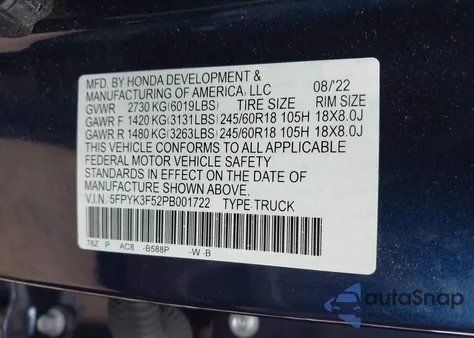 MFD. BY HONDA DEVELOPMENT &
MANUFACTURING OF AMERICA, LLC 08/'22
GVWR 2730 KG (6019LBS) TIRE SIZE RIM SIZE
GAWR F 1420 KG (3131LBS) 245/60R18 105H 18X8.0J
GAWR R 1480 KG (3263LBS) 245/60R18 105H 18X8.0J
THIS VEHICLE CONFORMS TO ALL APPLICABLE
FEDERAL MOTOR VEHICLE SAFETY
STANDARDS IN EFFECT ON THE DATE OF
MANUFACTURE SHOWN ABOVE.
V.I.N.: 5FPYK3F52PB001722 TYPE:TRUCK
T6Z P AC8 -B588P -W -B
autoSnap